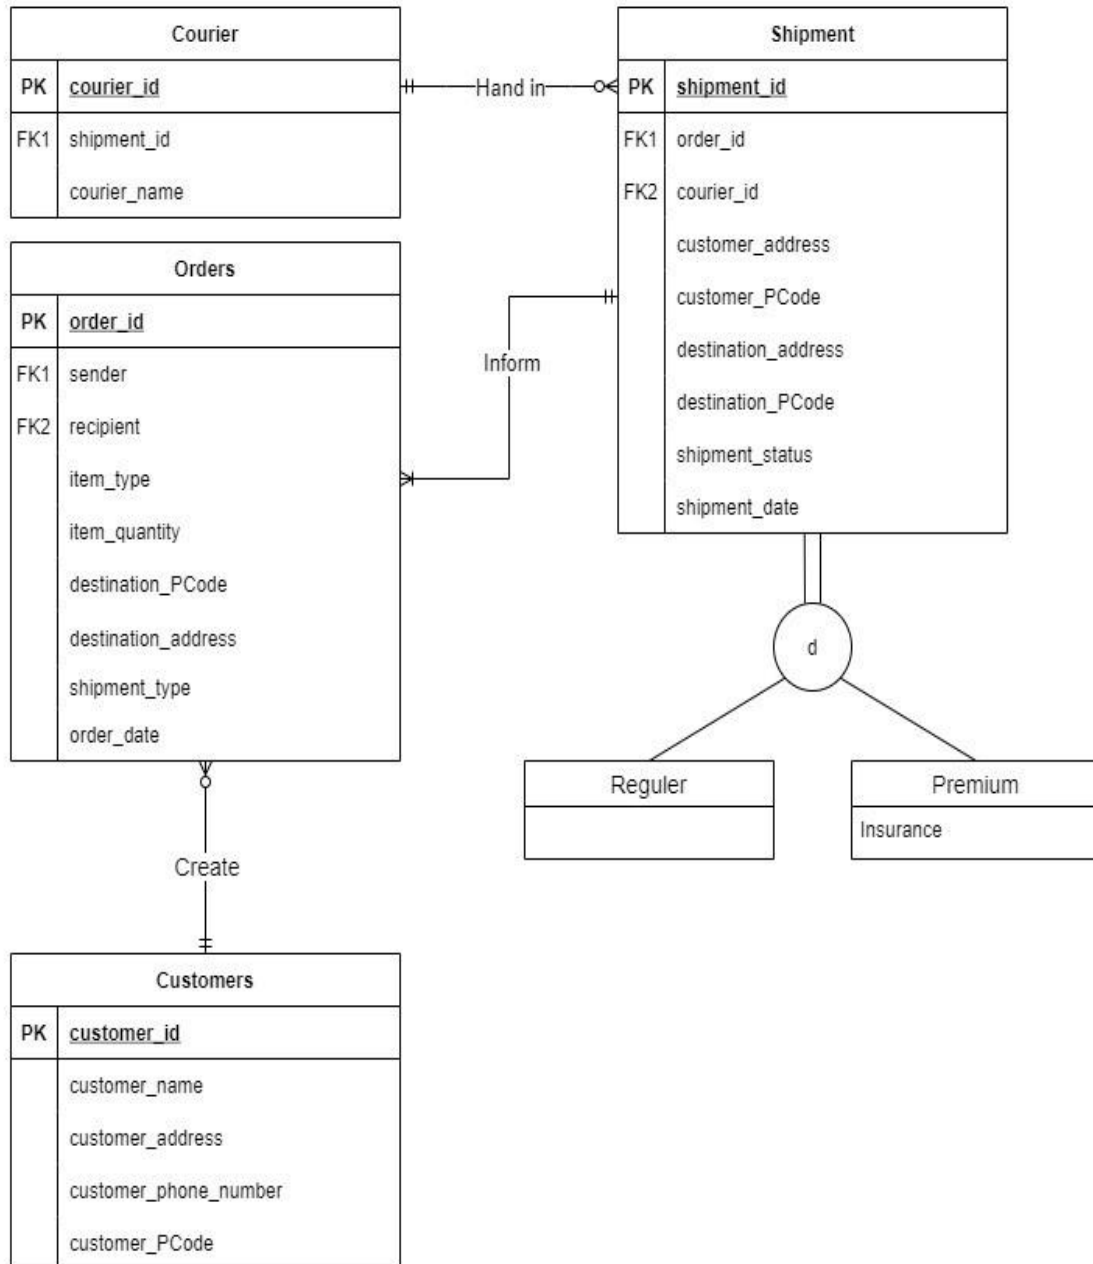 Courier
PK courier_id
FK1 shipment_id
courier_name
Hand in
Shipment
PK shipment_id
FK1 order_id
FK2 courier_id
customer_address
customer_PCode
destination_address
destination_PCode
shipment_status
shipment_date
Orders
PK order_id
FK1 sender
FK2 recipient
item_type
item_quantity
destination_PCode
destination_address
shipment_type
order_date
Inform
d
Reguler
Premium
Insurance
Create
Customers
PK customer_id
customer_name
customer_address
customer_phone_number
customer_PCode